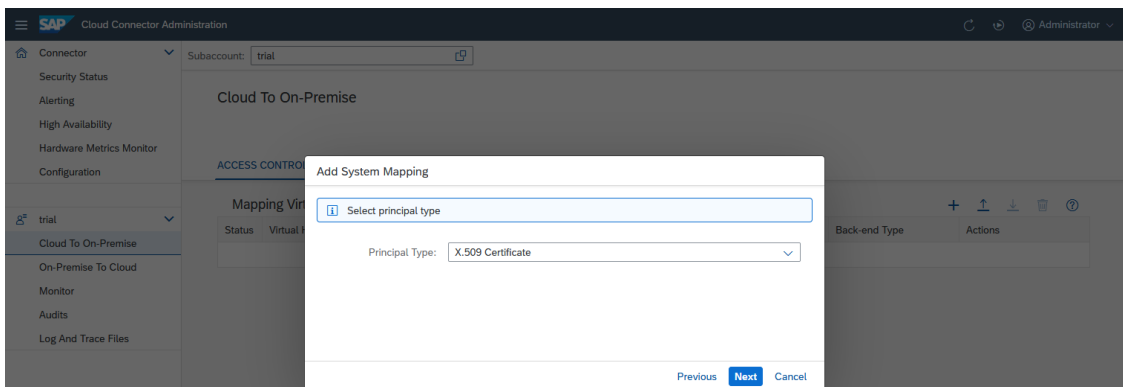 SAP Cloud Connector Administration Administrator
Connector
Security Status
Alerting
High Availability
Hardware Metrics Monitor
Configuration
trial
Cloud To On-Premise
On-Premise To Cloud
Monitor
Audits
Log And Trace Files
Subaccount: trial
Cloud To On-Premise
ACCESS CONTROL
Mapping Virt
Status Virtual H Back-end Type Actions
Add System Mapping
Select principal type
Principal Type: X.509 Certificate
Previous Next Cancel